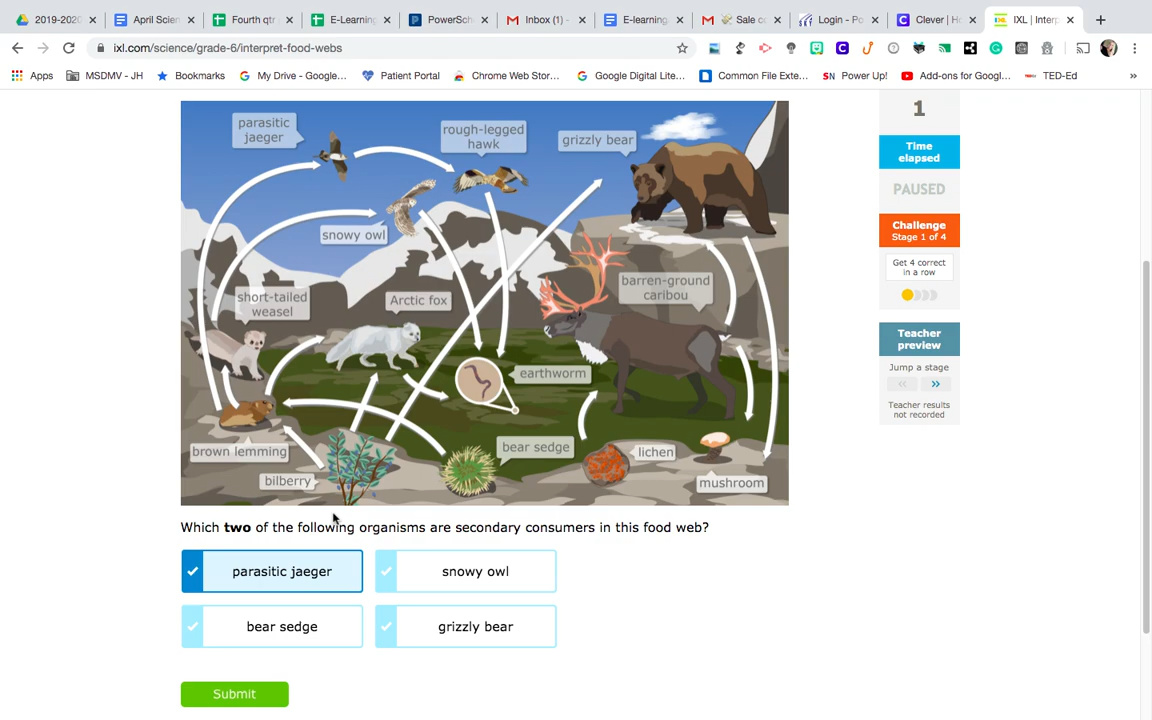 2019-2020
April Scien
Fourth qtr
E-Learning
PowerSch
Inbox (1) -
E-learning
Sale c
Login - Po
Clever | Ho
IXL | Interp
ixl.com/science/grade-6/interpret-food-webs
Apps
MSDMV - JH
Bookmarks
My Drive - Google...
Patient Portal
Chrome Web Stor...
Google Digital Lite...
Common File Exte...
SN Power Up!
Add-ons for Googl...
TED-Ed
»
parasitic
jaeger
rough-legged
hawk
grizzly bear
snowy owl
short-tailed
weasel
Arctic fox
barren-ground
caribou
earthworm
brown lemming
bear sedge
lichen
bilberry
mushroom
1
Time
elapsed
PAUSED
Challenge
Stage 1 of 4
Get 4 correct
in a row
Teacher
preview
Jump a stage
<< >>
Teacher results
not recorded
Which two of the following organisms are secondary consumers in this food web?
parasitic jaeger
snowy owl
bear sedge
grizzly bear
Submit